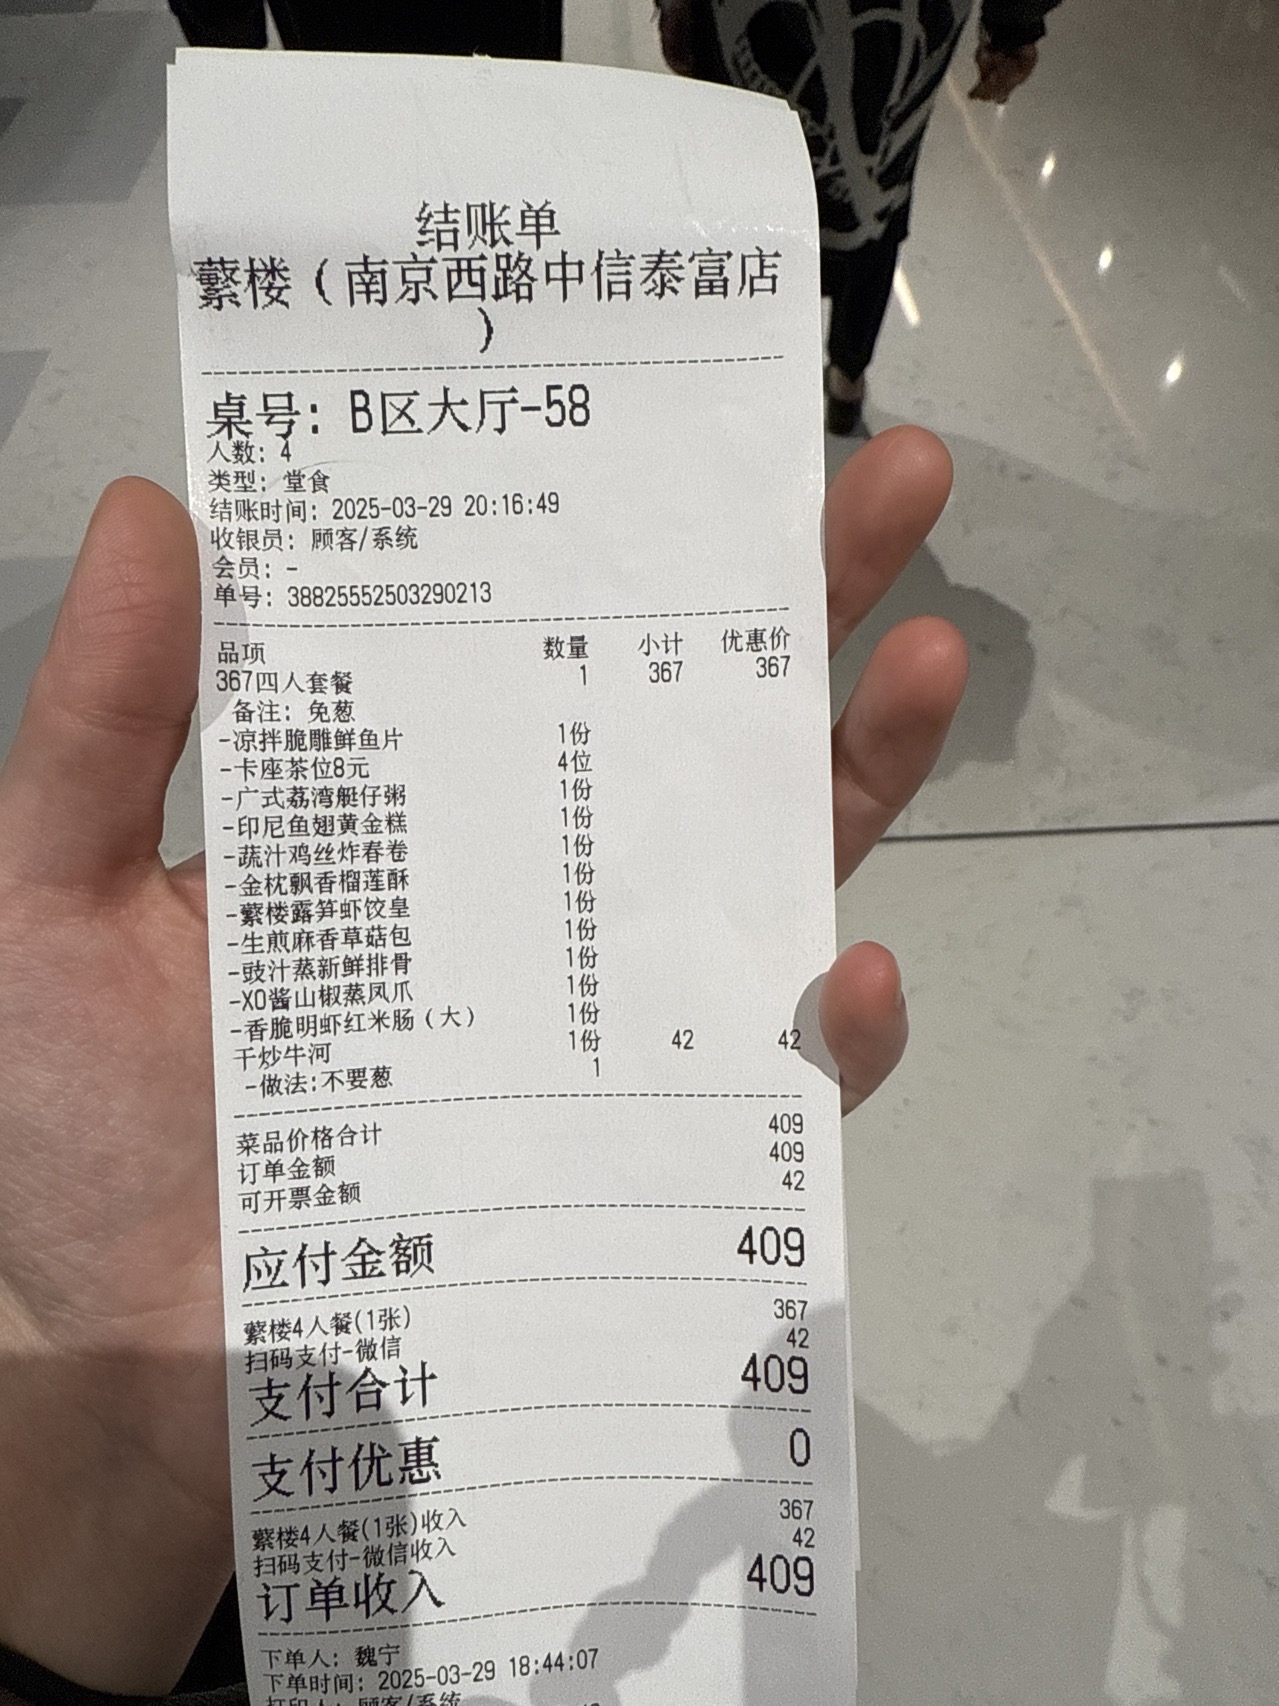 结账单
蘩楼（南京西路中信泰富店
）
桌号: B区大厅-58
人数: 4
类型: 堂食
结账时间: 2025-03-29 20:16:49
收银员: 顾客/系统
会员: -
单号: 38825552503290213
品项 数量 小计 优惠价
367四人套餐 1 367 367
备注: 免葱
-凉拌脆雕鲜鱼片 1份
-卡座茶位8元 4位
-广式荔湾艇仔粥 1份
-印尼鱼翅黄金糕 1份
-蔬汁鸡丝炸春卷 1份
-金枕飘香榴莲酥 1份
-蘩楼露笋虾饺皇 1份
-生煎麻香草菇包 1份
-豉汁蒸新鲜排骨 1份
-XO酱山椒蒸凤爪 1份
-香脆明虾红米肠（大） 1份
干炒牛河 1份 42 42
-做法:不要葱 1
菜品价格合计 409
订单金额 409
可开票金额 42
应付金额 409
蘩楼4人餐(1张) 367
扫码支付-微信 42
支付合计 409
支付优惠 0
蘩楼4人餐(1张)收入 367
扫码支付-微信收入 42
订单收入 409
下单人: 魏宁
下单时间: 2025-03-29 18:44:07
打印人: 顾客/系统